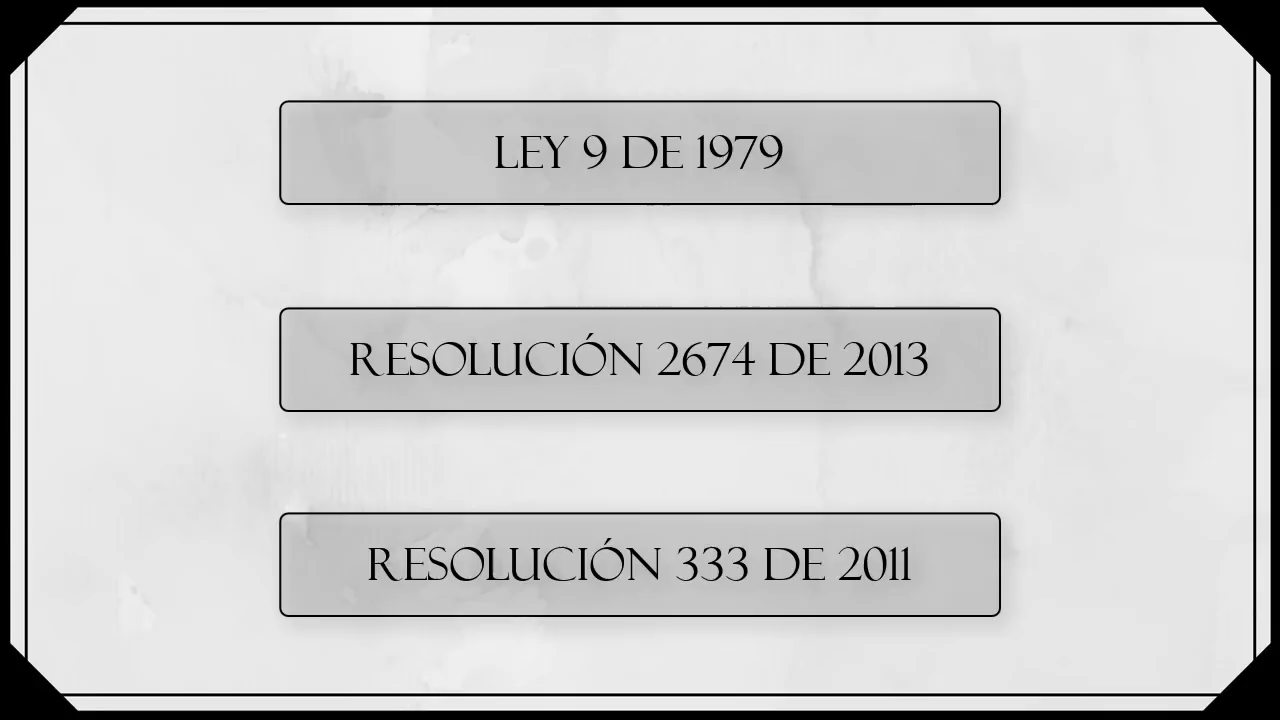 LEY 9 DE 1979
RESOLUCIÓN 2674 DE 2013
RESOLUCIÓN 333 DE 2011